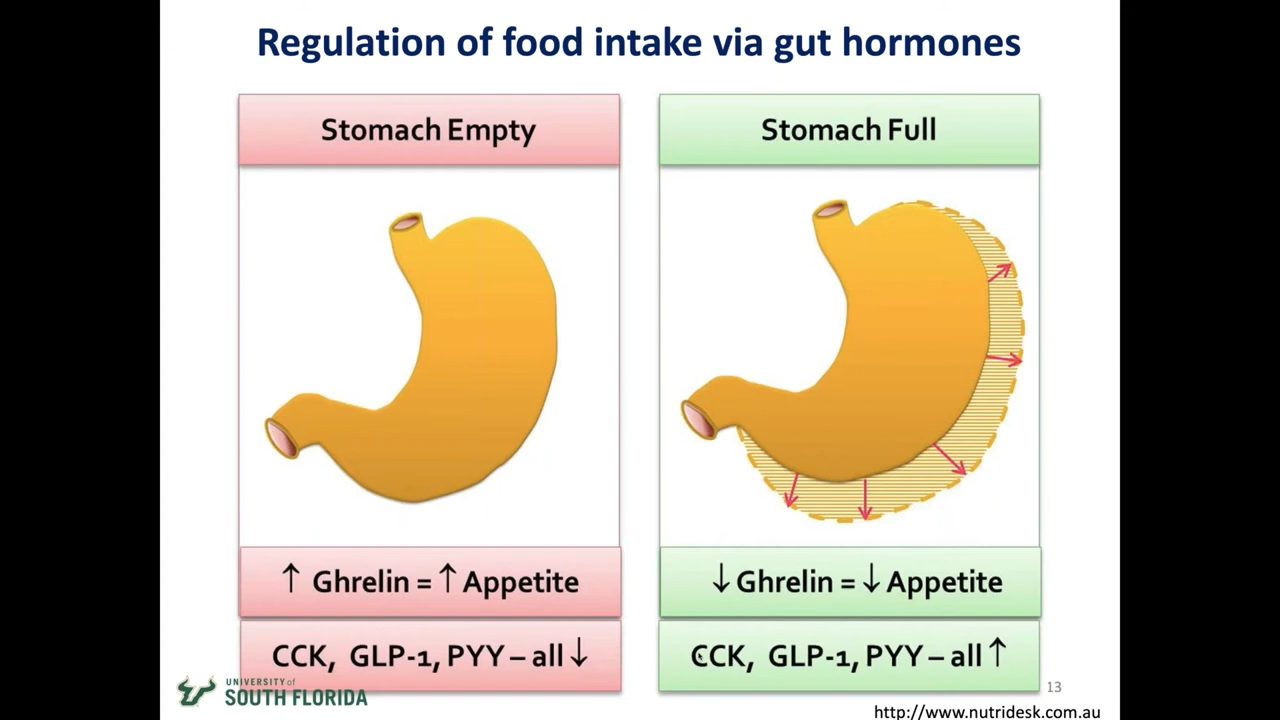 Regulation of food intake via gut hormones
Stomach Empty
↑ Ghrelin = ↑ Appetite
CCK, GLP-1, PYY – all ↓
Stomach Full
↓ Ghrelin = ↓ Appetite
CCK, GLP-1, PYY – all ↑
UNIVERSITY of
SOUTH FLORIDA
13
http://www.nutridesk.com.au